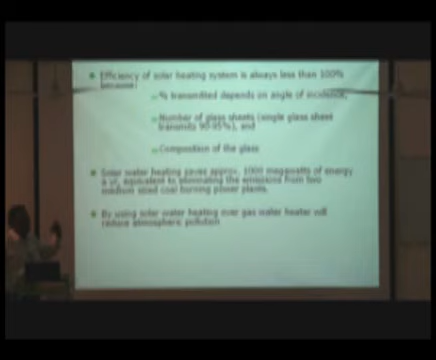 Efficiency of solar heating system is always less than 100%
because:
% transmitted depends on angle of incidence,
Number of glass sheets (single glass sheet
transmits 90-95%), and
Composition of the glass
Solar water heating saves approx. 1000 megawatts of energy
a yr, equivalent to eliminating the emissions from two
medium sized coal burning power plants.
By using solar water heating over gas water heater will
reduce atmospheric pollution